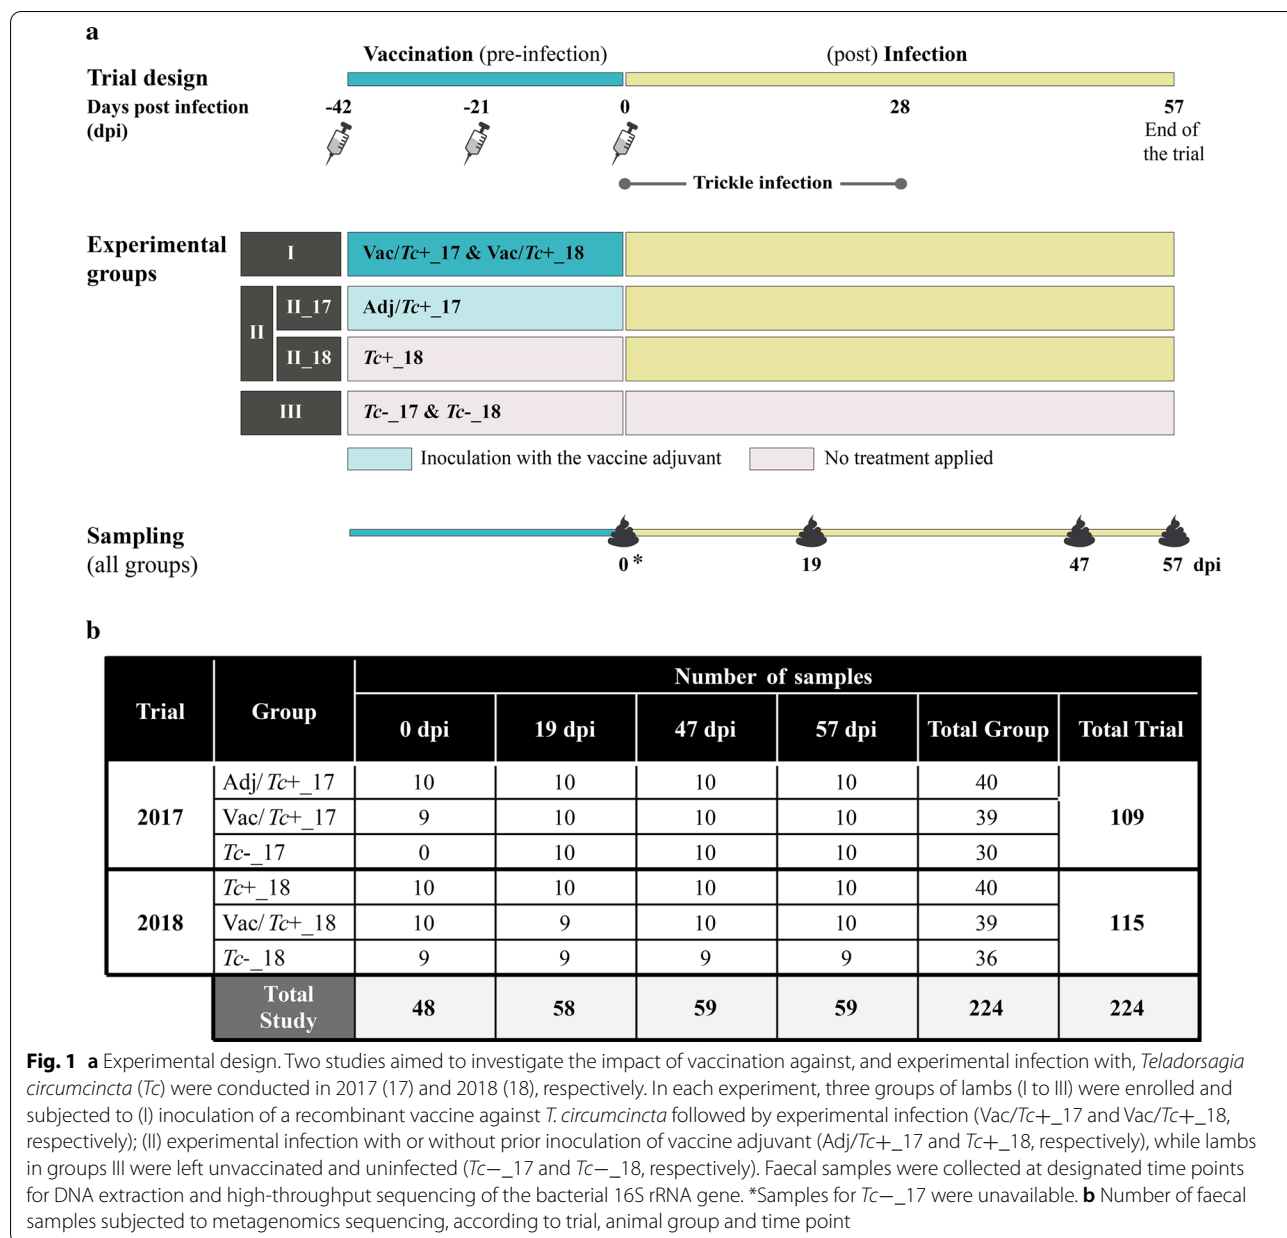 a
Vaccination (pre-infection) (post) Infection
Trial design
Days post infection (dpi) -42 -21 0 28 57
End of the trial
Trickle infection
Experimental groups
I Vac/Tc+_17 & Vac/Tc+_18
II II_17 Adj/Tc+_17
II_18 Tc+_18
III Tc-_17 & Tc-_18
Inoculation with the vaccine adjuvant No treatment applied
Sampling (all groups)
0 * 19 47 57 dpi
b
Trial Group Number of samples
0 dpi 19 dpi 47 dpi 57 dpi Total Group Total Trial
2017 Adj/Tc+_17 10 10 10 10 40 109
Vac/Tc+_17 9 10 10 10 39
Tc-_17 0 10 10 10 30
2018 Tc+_18 10 10 10 10 40 115
Vac/Tc+_18 10 9 10 10 39
Tc-_18 9 9 9 9 36
Total Study 48 58 59 59 224 224
Fig. 1 a Experimental design. Two studies aimed to investigate the impact of vaccination against, and experimental infection with, Teladorsagia
circumcincta (Tc) were conducted in 2017 (17) and 2018 (18), respectively. In each experiment, three groups of lambs (I to III) were enrolled and
subjected to (I) inoculation of a recombinant vaccine against T. circumcincta followed by experimental infection (Vac/Tc+_17 and Vac/Tc+_18,
respectively); (II) experimental infection with or without prior inoculation of vaccine adjuvant (Adj/Tc+_17 and Tc+_18, respectively), while lambs
in groups III were left unvaccinated and uninfected (Tc−_17 and Tc−_18, respectively). Faecal samples were collected at designated time points
for DNA extraction and high-throughput sequencing of the bacterial 16S rRNA gene. *Samples for Tc−_17 were unavailable. b Number of faecal
samples subjected to metagenomics sequencing, according to trial, animal group and time point